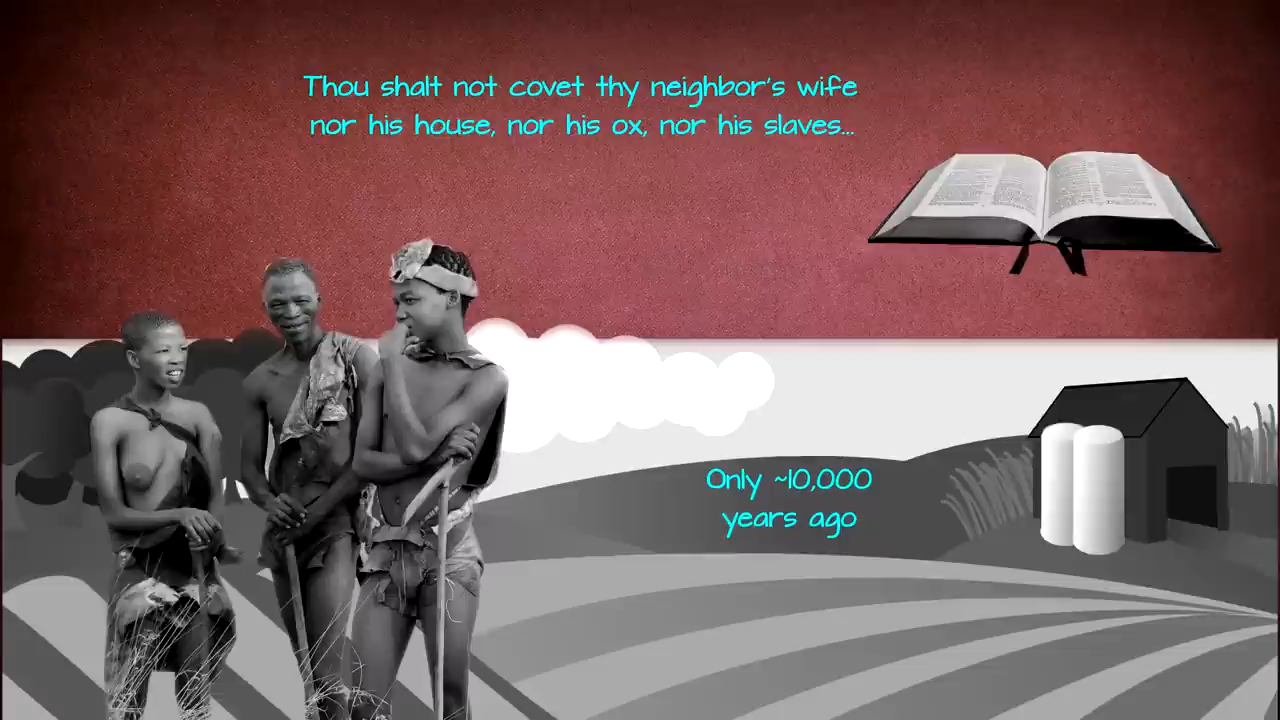 Thou shalt not covet thy neighbor's wife
nor his house, nor his ox, nor his slaves...
Only ~10,000
years ago